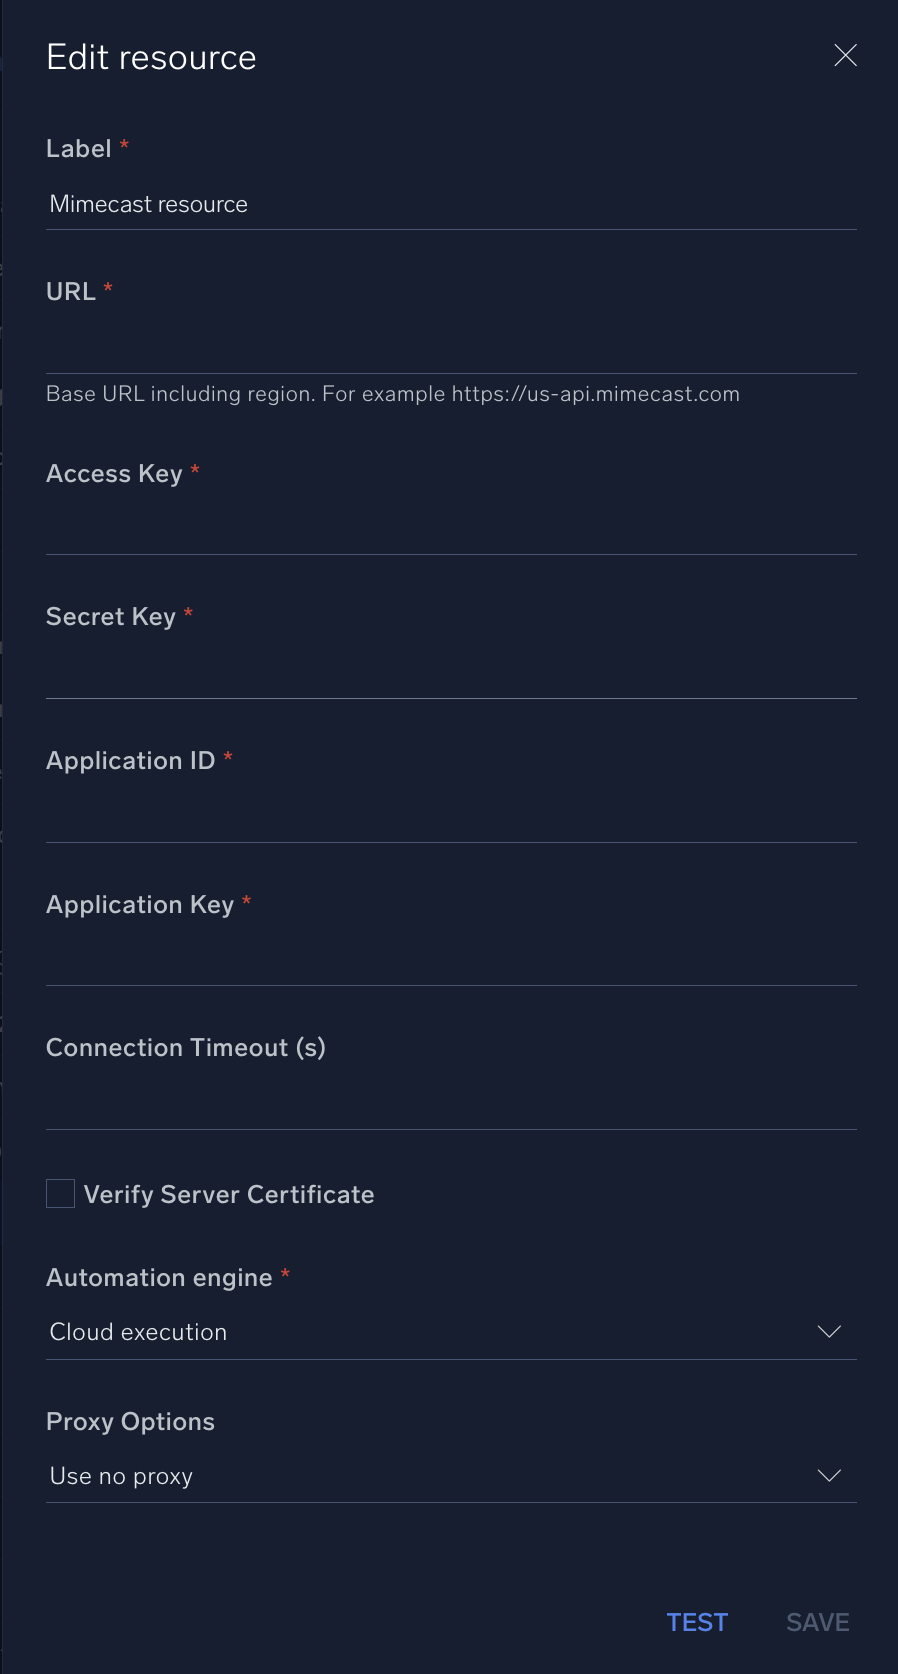 Edit resource
Label *
Mimecast resource
URL *
Base URL including region. For example https://us-api.mimecast.com
Access Key *
Secret Key *
Application ID *
Application Key *
Connection Timeout (s)
Verify Server Certificate
Automation engine *
Cloud execution
Proxy Options
Use no proxy
TEST SAVE